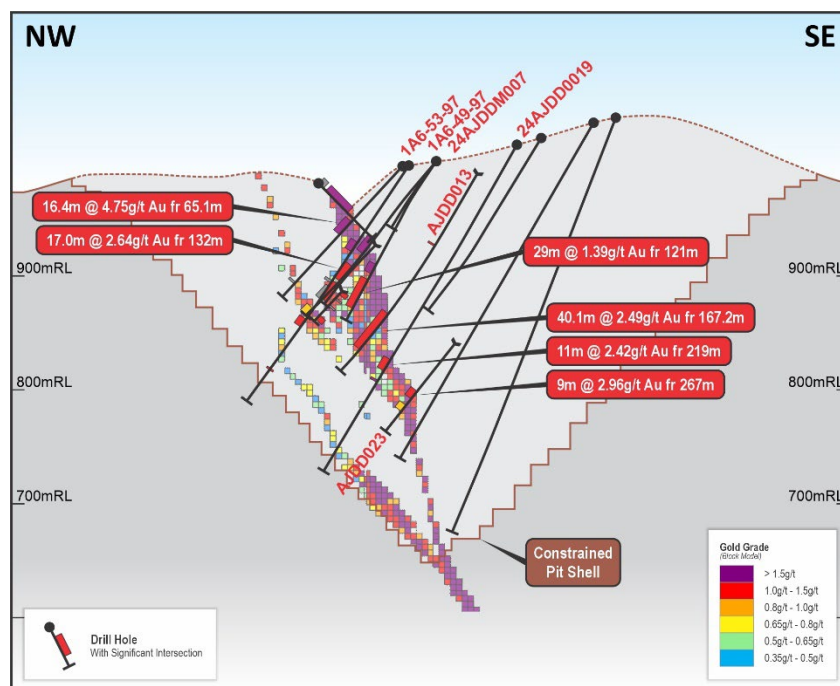 NW
SE
1A6-53-97
1A6-49-97
24AJDDM007
24AJDD0019
AJDD013
16.4m @ 4.75g/t Au fr 65.1m
17.0m @ 2.64g/t Au fr 132m
29m @ 1.39g/t Au fr 121m
900mRL
900mRL
40.1m @ 2.49g/t Au fr 167.2m
11m @ 2.42g/t Au fr 219m
9m @ 2.96g/t Au fr 267m
800mRL
800mRL
AJDD023
700mRL
700mRL
Constrained
Pit Shell
Drill Hole
With Significant Intersection
Gold Grade
(Block Model)
> 1.5g/t
1.0g/t - 1.5g/t
0.8g/t - 1.0g/t
0.65g/t - 0.8g/t
0.5g/t - 0.65g/t
0.35g/t - 0.5g/t